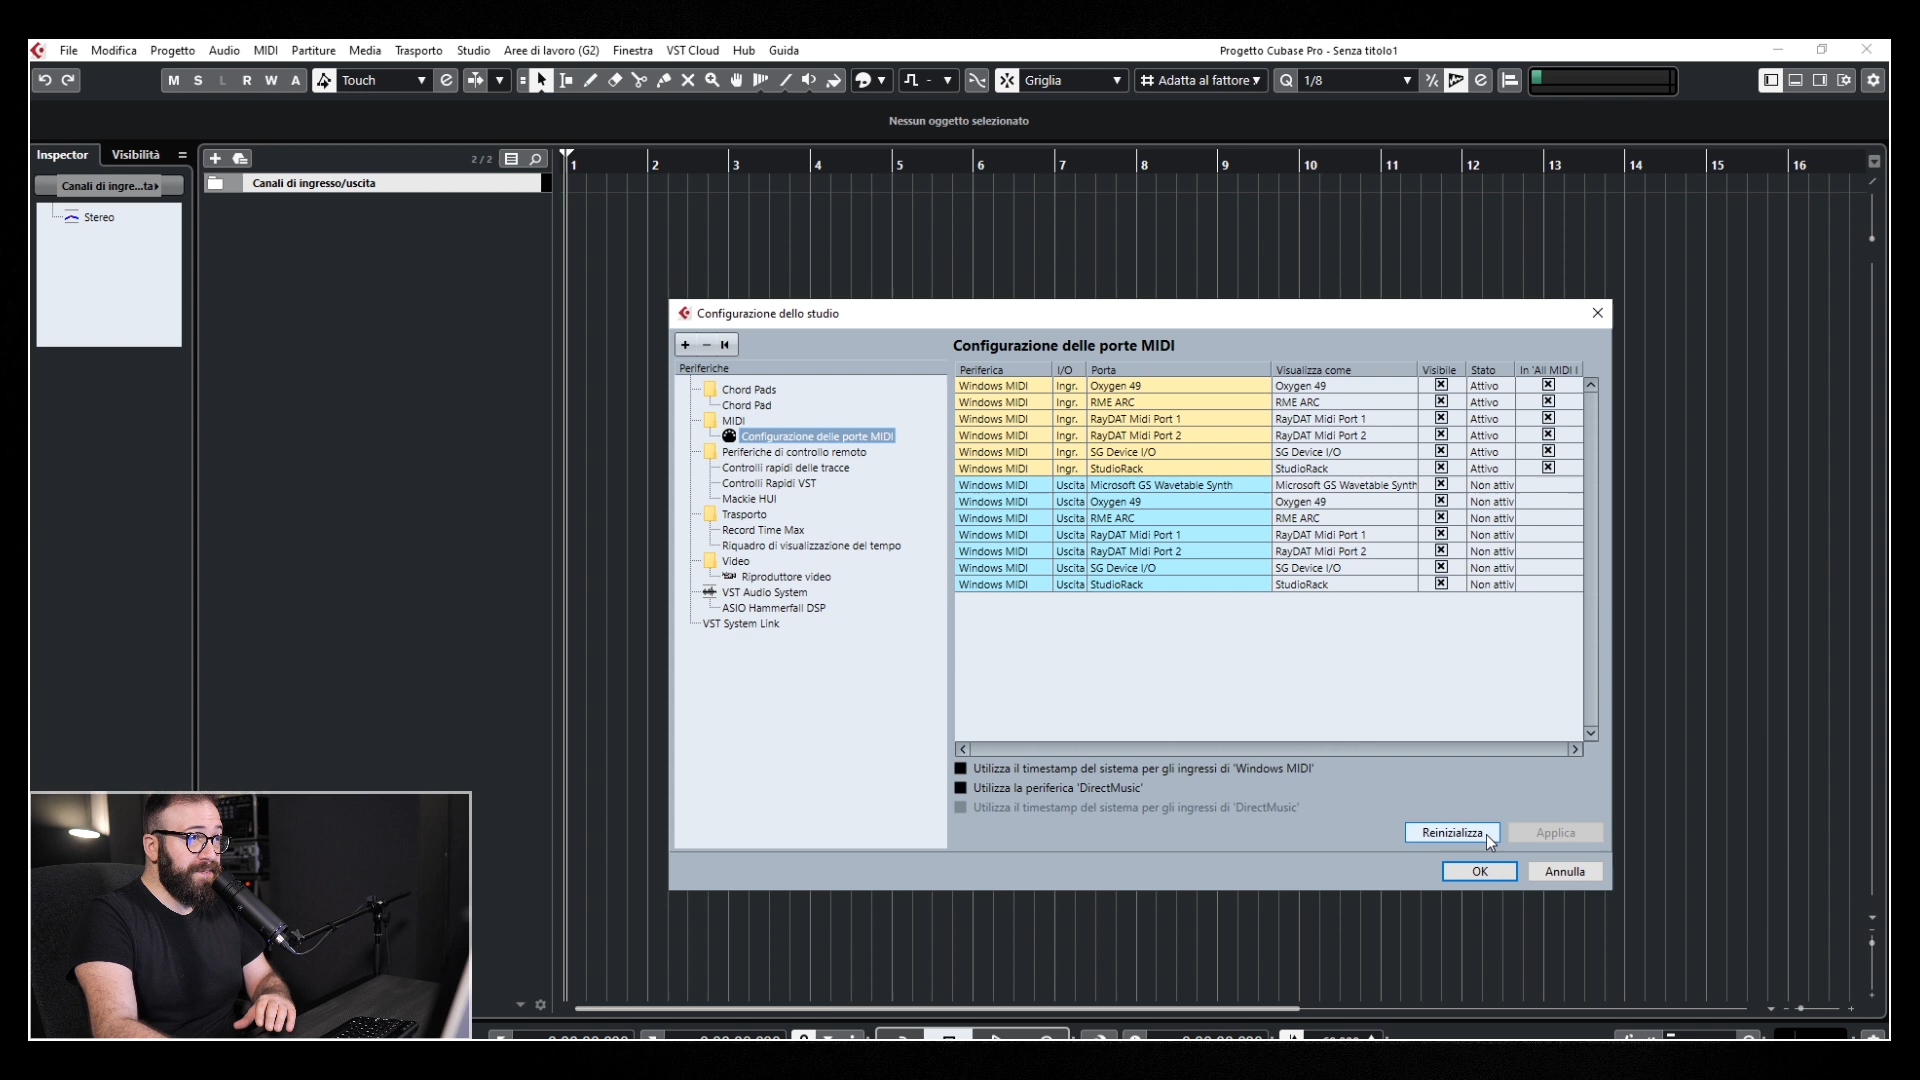 File Modifica Progetto Audio MIDI Partiture Media Trasporto Studio Aree di lavoro (G2) Finestra VST Cloud Hub Guida
Progetto Cubase Pro - Senza titolo1
M S L R W A Touch Griglia Adatta al fattore Q 1/8
Nessun oggetto selezionato
Inspector Visibilità
2 / 2
1 2 3 4 5 6 7 8 9 10 11 12 13 14 15 16
Canali di ingre...ta
Canali di ingresso/uscita
Stereo
Configurazione dello studio
Configurazione delle porte MIDI
Periferiche
Chord Pads
Chord Pad
MIDI
Configurazione delle porte MIDI
Periferiche di controllo remoto
Controlli rapidi delle tracce
Controlli Rapidi VST
Mackie HUI
Trasporto
Record Time Max
Riquadro di visualizzazione del tempo
Video
Riproduttore video
VST Audio System
ASIO Hammerfall DSP
VST System Link
Periferica I/O Porta Visualizza come Visibile Stato In 'All MIDI I
Windows MIDI Ingr. Oxygen 49 Oxygen 49 Attivo
Windows MIDI Ingr. RME ARC RME ARC Attivo
Windows MIDI Ingr. RayDAT Midi Port 1 RayDAT Midi Port 1 Attivo
Windows MIDI Ingr. RayDAT Midi Port 2 RayDAT Midi Port 2 Attivo
Windows MIDI Ingr. SG Device I/O SG Device I/O Attivo
Windows MIDI Ingr. StudioRack StudioRack Attivo
Windows MIDI Uscita Microsoft GS Wavetable Synth Microsoft GS Wavetable Synth Non attiv
Windows MIDI Uscita Oxygen 49 Oxygen 49 Non attiv
Windows MIDI Uscita RME ARC RME ARC Non attiv
Windows MIDI Uscita RayDAT Midi Port 1 RayDAT Midi Port 1 Non attiv
Windows MIDI Uscita RayDAT Midi Port 2 RayDAT Midi Port 2 Non attiv
Windows MIDI Uscita SG Device I/O SG Device I/O Non attiv
Windows MIDI Uscita StudioRack StudioRack Non attiv
Utilizza il timestamp del sistema per gli ingressi di 'Windows MIDI'
Utilizza la periferica 'DirectMusic'
Utilizza il timestamp del sistema per gli ingressi di 'DirectMusic'
Reinizializza Applica
OK Annulla